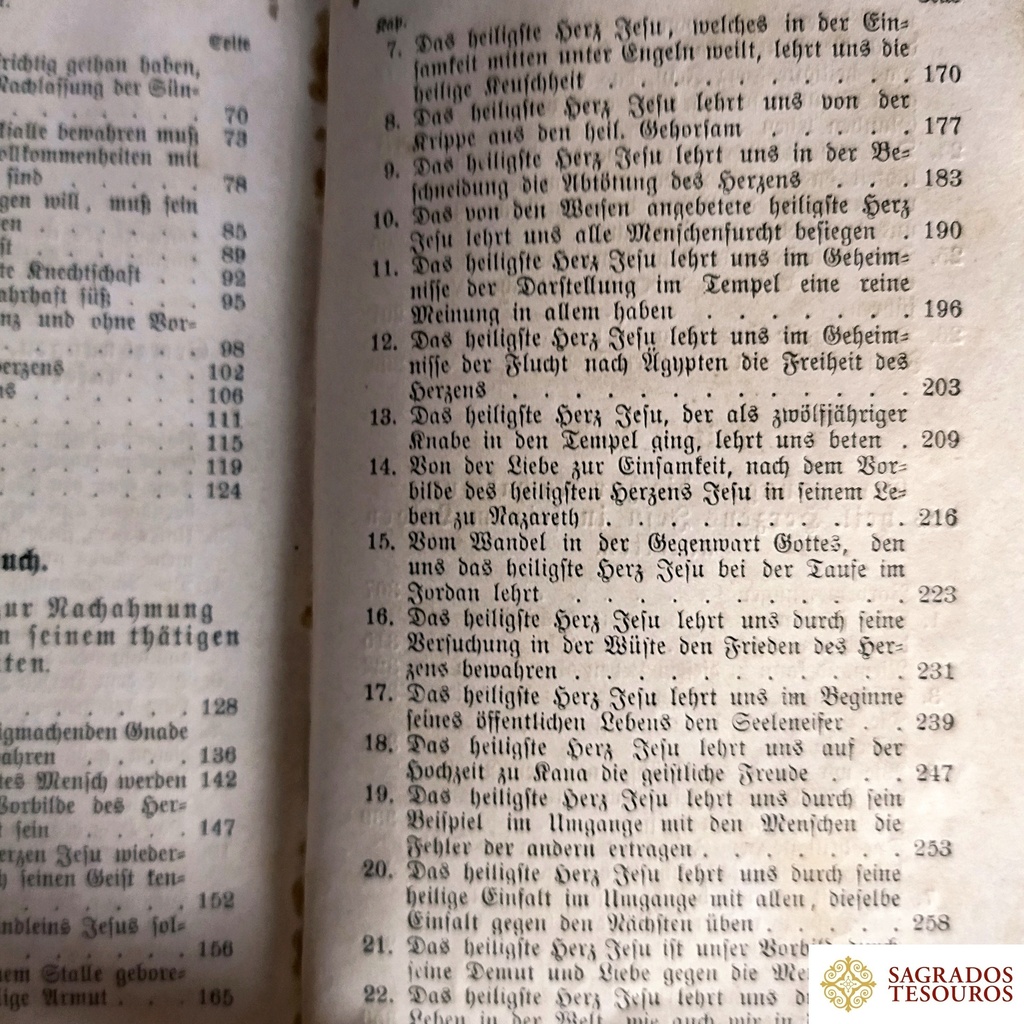 Seite
richtig gethan haben,
Nachlassung der Sün=
. . . . . . 70
bewahren muß 73
ollkommenheiten mit
sind . . . . . 78
gen will, muß sein
en . . . . . . 85
. . . . . . 89
te Knechtschaft . . 92
ahrhaft süß . . . 95
nz und ohne Vor=
. . . . . . 98
erzens . . . . 102
s . . . . . . 106
. . . . . . 111
. . . . . . 115
. . . . . . 119
. . . . . . 124
uch.
ur Nachahmung
n seinem thätigen
ten.
. . . . . . 128
igmachenden Gnade
ahren . . . . 136
tes Mensch werden 142
Vorbilde des Her=
t sein . . . . 147
erzen Jesu wieder=
h seinen Geist ken=
. . . . . . 152
ndleins Jesus sol=
. . . . . . 156
nem Stalle gebore=
lige Armut . . . 165
Kap.
7. Das heiligste Herz Jesu, welches in der Ein=
samkeit mitten unter Engeln weilt, lehrt uns die
heilige Keuschheit . . . . . . . . 170
8. Das heiligste Herz Jesu lehrt uns von der
Krippe aus den heil. Gehorsam . . . . . 177
9. Das heiligste Herz Jesu lehrt uns in der Be=
schneidung die Abtötung des Herzens . . . 183
10. Das von den Weisen angebetete heiligste Herz
Jesu lehrt uns alle Menschenfurcht besiegen . 190
11. Das heiligste Herz Jesu lehrt uns im Geheim=
nisse der Darstellung im Tempel eine reine
Meinung in allem haben . . . . . . . 196
12. Das heiligste Herz Jesu lehrt uns im Geheim=
nisse der Flucht nach Ägypten die Freiheit des
Herzens . . . . . . . . . . . . 203
13. Das heiligste Herz Jesu, der als zwölfjähriger
Knabe in den Tempel ging, lehrt uns beten . 209
14. Von der Liebe zur Einsamkeit, nach dem Vor=
bilde des heiligsten Herzens Jesu in seinem Le=
ben zu Nazareth . . . . . . . . . 216
15. Vom Wandel in der Gegenwart Gottes, den
uns das heiligste Herz Jesu bei der Taufe im
Jordan lehrt . . . . . . . . . . 223
16. Das heiligste Herz Jesu lehrt uns durch seine
Versuchung in der Wüste den Frieden des Her=
zens bewahren . . . . . . . . . . 231
17. Das heiligste Herz Jesu lehrt uns im Beginne
seines öffentlichen Lebens den Seeleneifer . . 239
18. Das heiligste Herz Jesu lehrt uns auf der
Hochzeit zu Kana die geistliche Freude . . . 247
19. Das heiligste Herz Jesu lehrt uns durch sein
Beispiel im Umgange mit den Menschen die
Fehler der andern ertragen . . . . . . . 253
20. Das heiligste Herz Jesu lehrt uns durch seine
heilige Einfalt im Umgange mit allen, dieselbe
Einfalt gegen den Nächsten üben . . . . . 258
21. Das heiligste Herz Jesu ist unser Vorbild durch
seine Demut und Liebe gegen die Me
22. Das heiligste Herz Jesu lehrt uns d
Leben in der Welt, wie auch wir in
SAGRADOS
TESOUROS